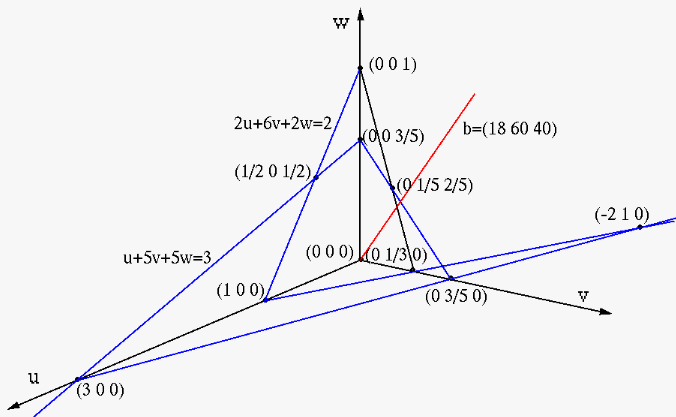 w
(0 0 1)
2u+6v+2w=2
b=(18 60 40)
(0 0 3/5)
(1/2 0 1/2)
(0 1/5 2/5)
(-2 1 0)
u+5v+5w=3
(0 0 0)
(0 1/3 0)
(1 0 0)
(0 3/5 0)
v
u
(3 0 0)